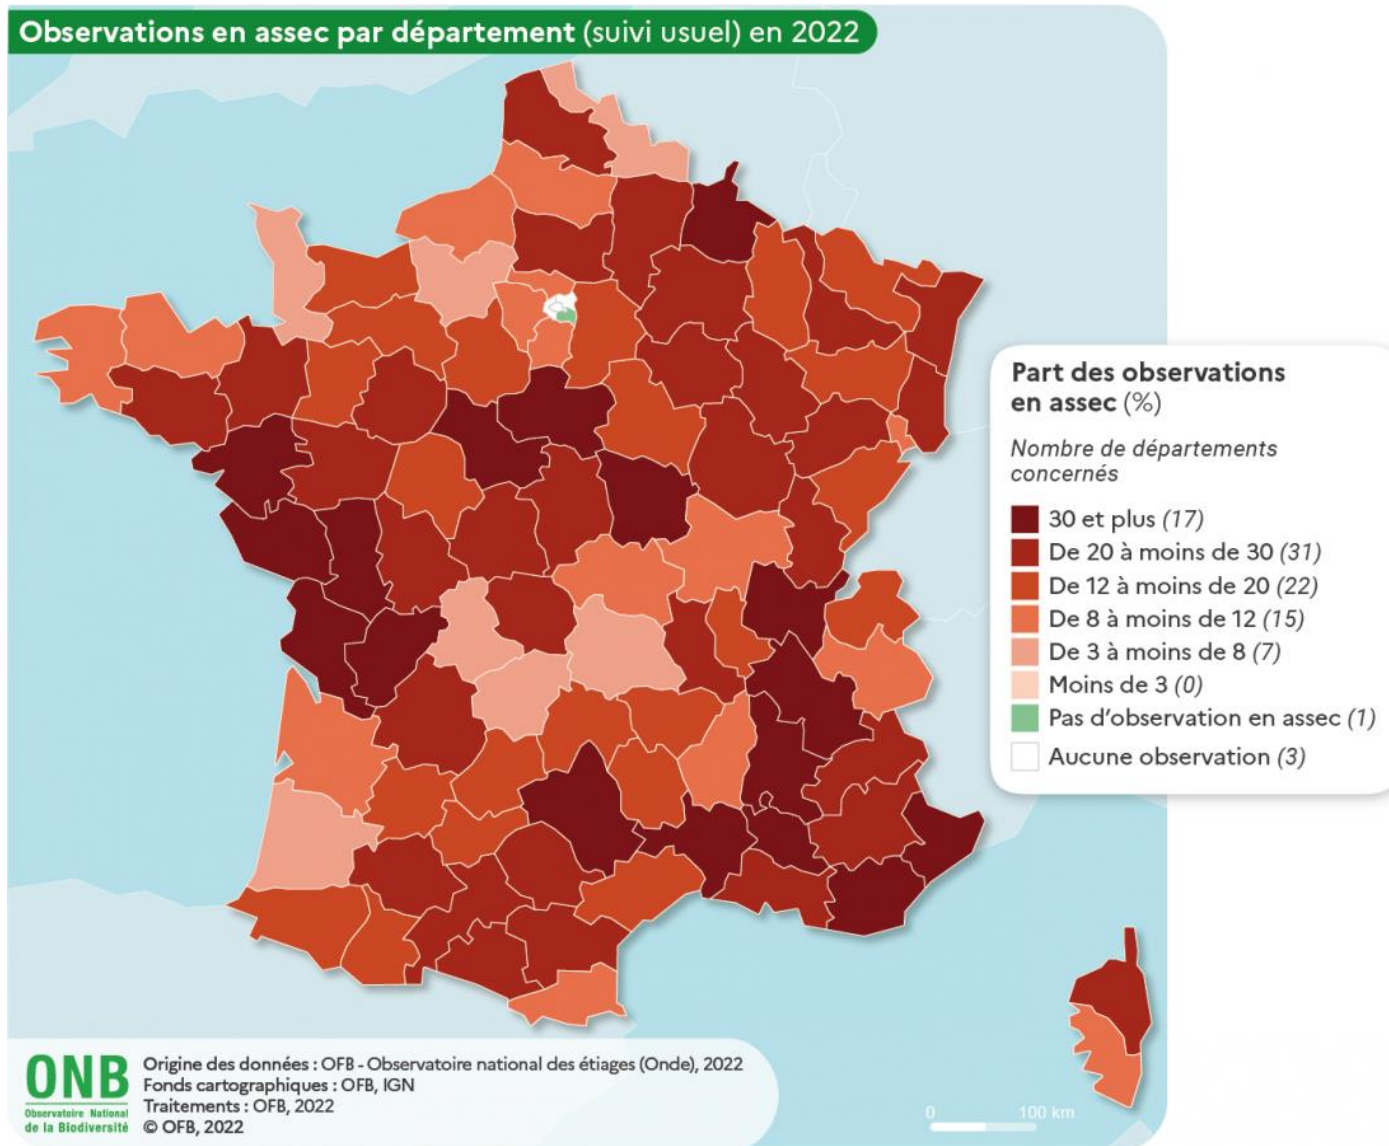 Observations en assec par département (suivi usuel) en 2022
Part des observations
en assec (%)
Nombre de départements
concernés
30 et plus (17)
De 20 à moins de 30 (31)
De 12 à moins de 20 (22)
De 8 à moins de 12 (15)
De 3 à moins de 8 (7)
Moins de 3 (0)
Pas d'observation en assec (1)
Aucune observation (3)
ONB
Observatoire National
de la Biodiversité
Origine des données : OFB - Observatoire national des étiages (Onde), 2022
Fonds cartographiques : OFB, IGN
Traitements : OFB, 2022
© OFB, 2022
0 100 km